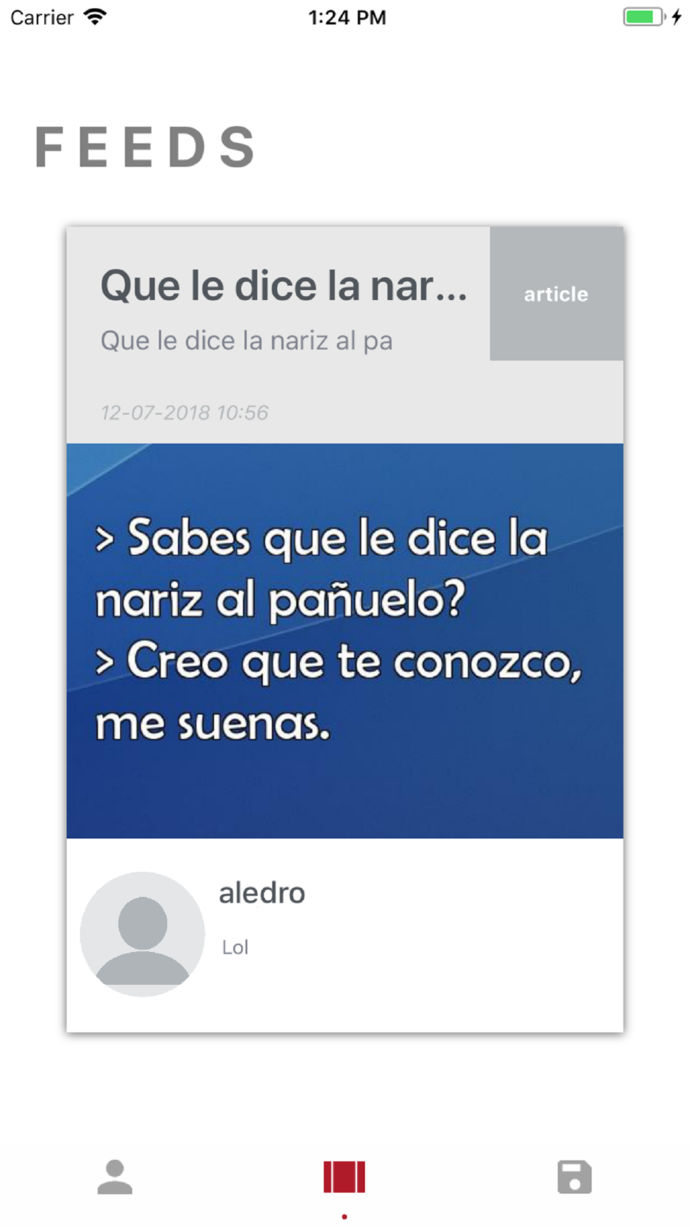 Carrier 1:24 PM
FEEDS
Que le dice la nar...
article
Que le dice la nariz al pa
12-07-2018 10:56
> Sabes que le dice la
nariz al pañuelo?
> Creo que te conozco,
me suenas.
aledro
Lol